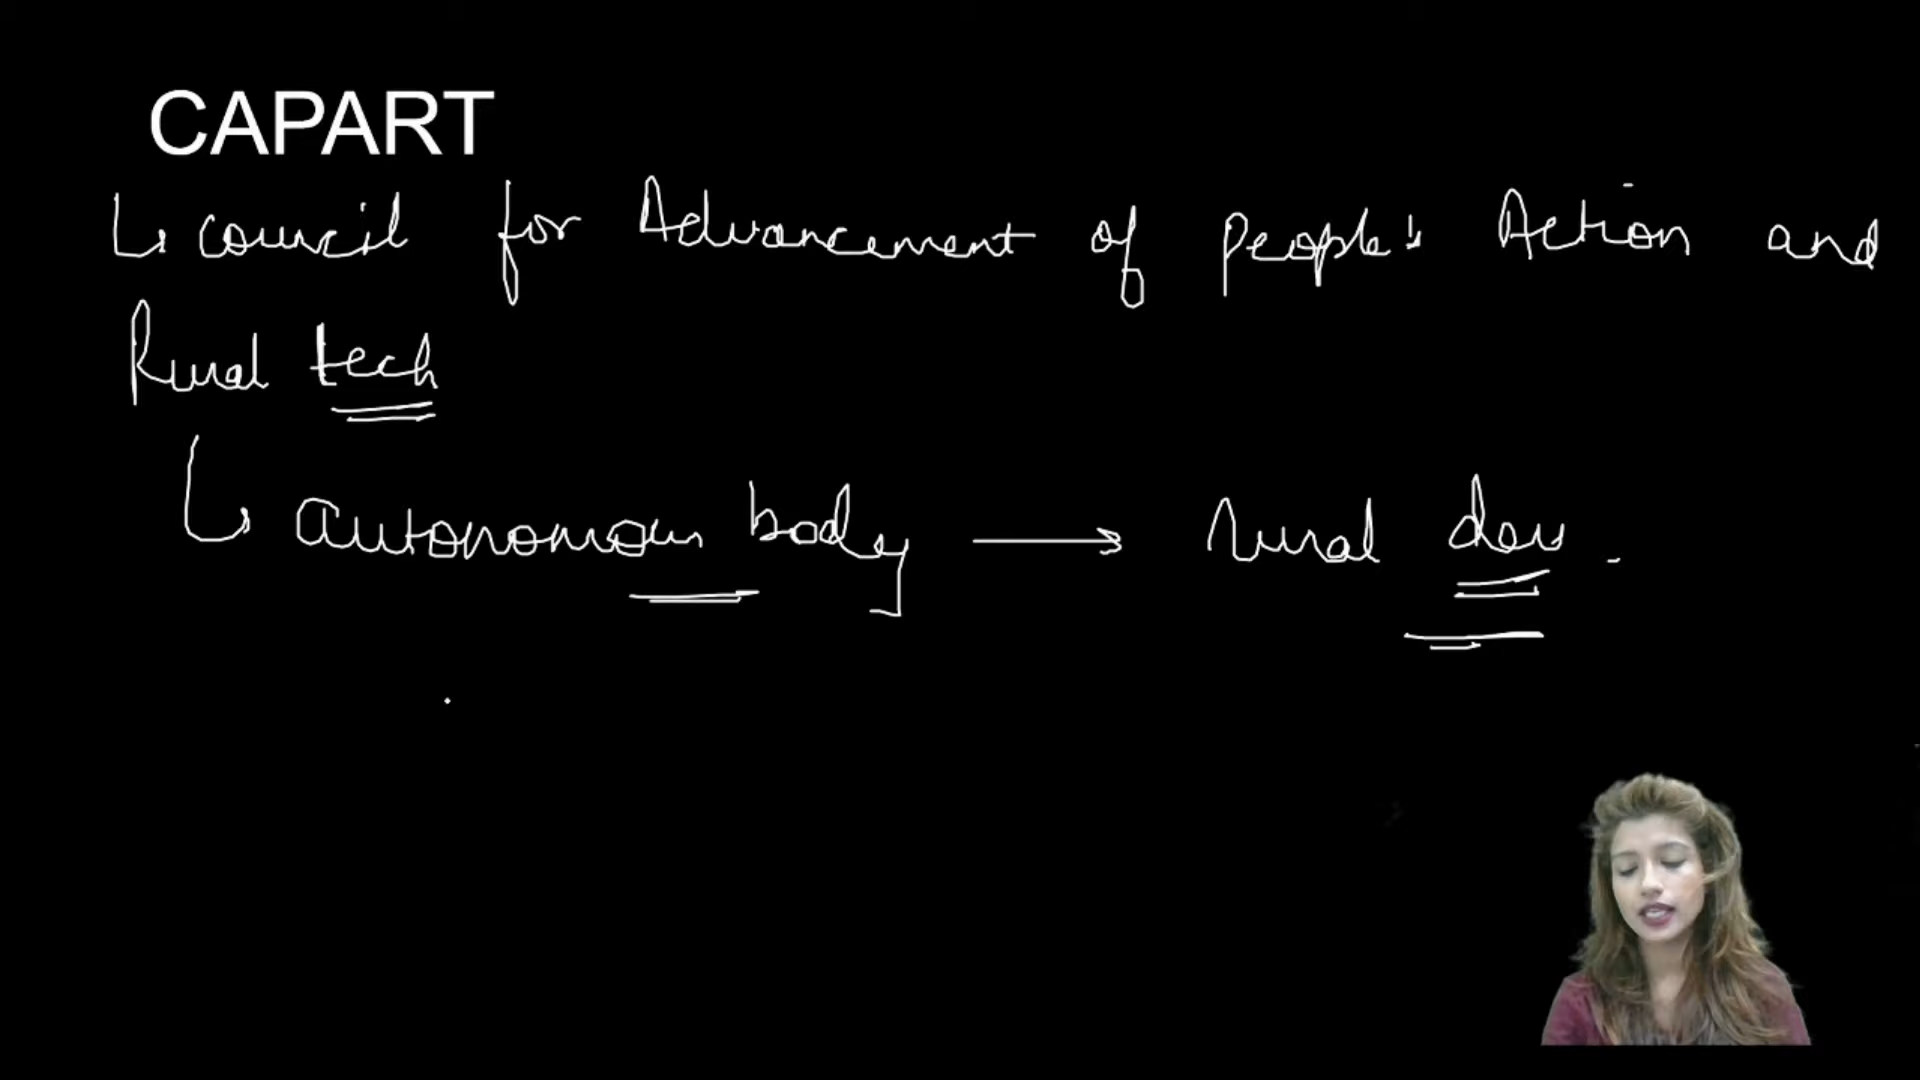 CAPART
council for Advancement of people's Action and
Rural tech
autonomous body → rural dev.